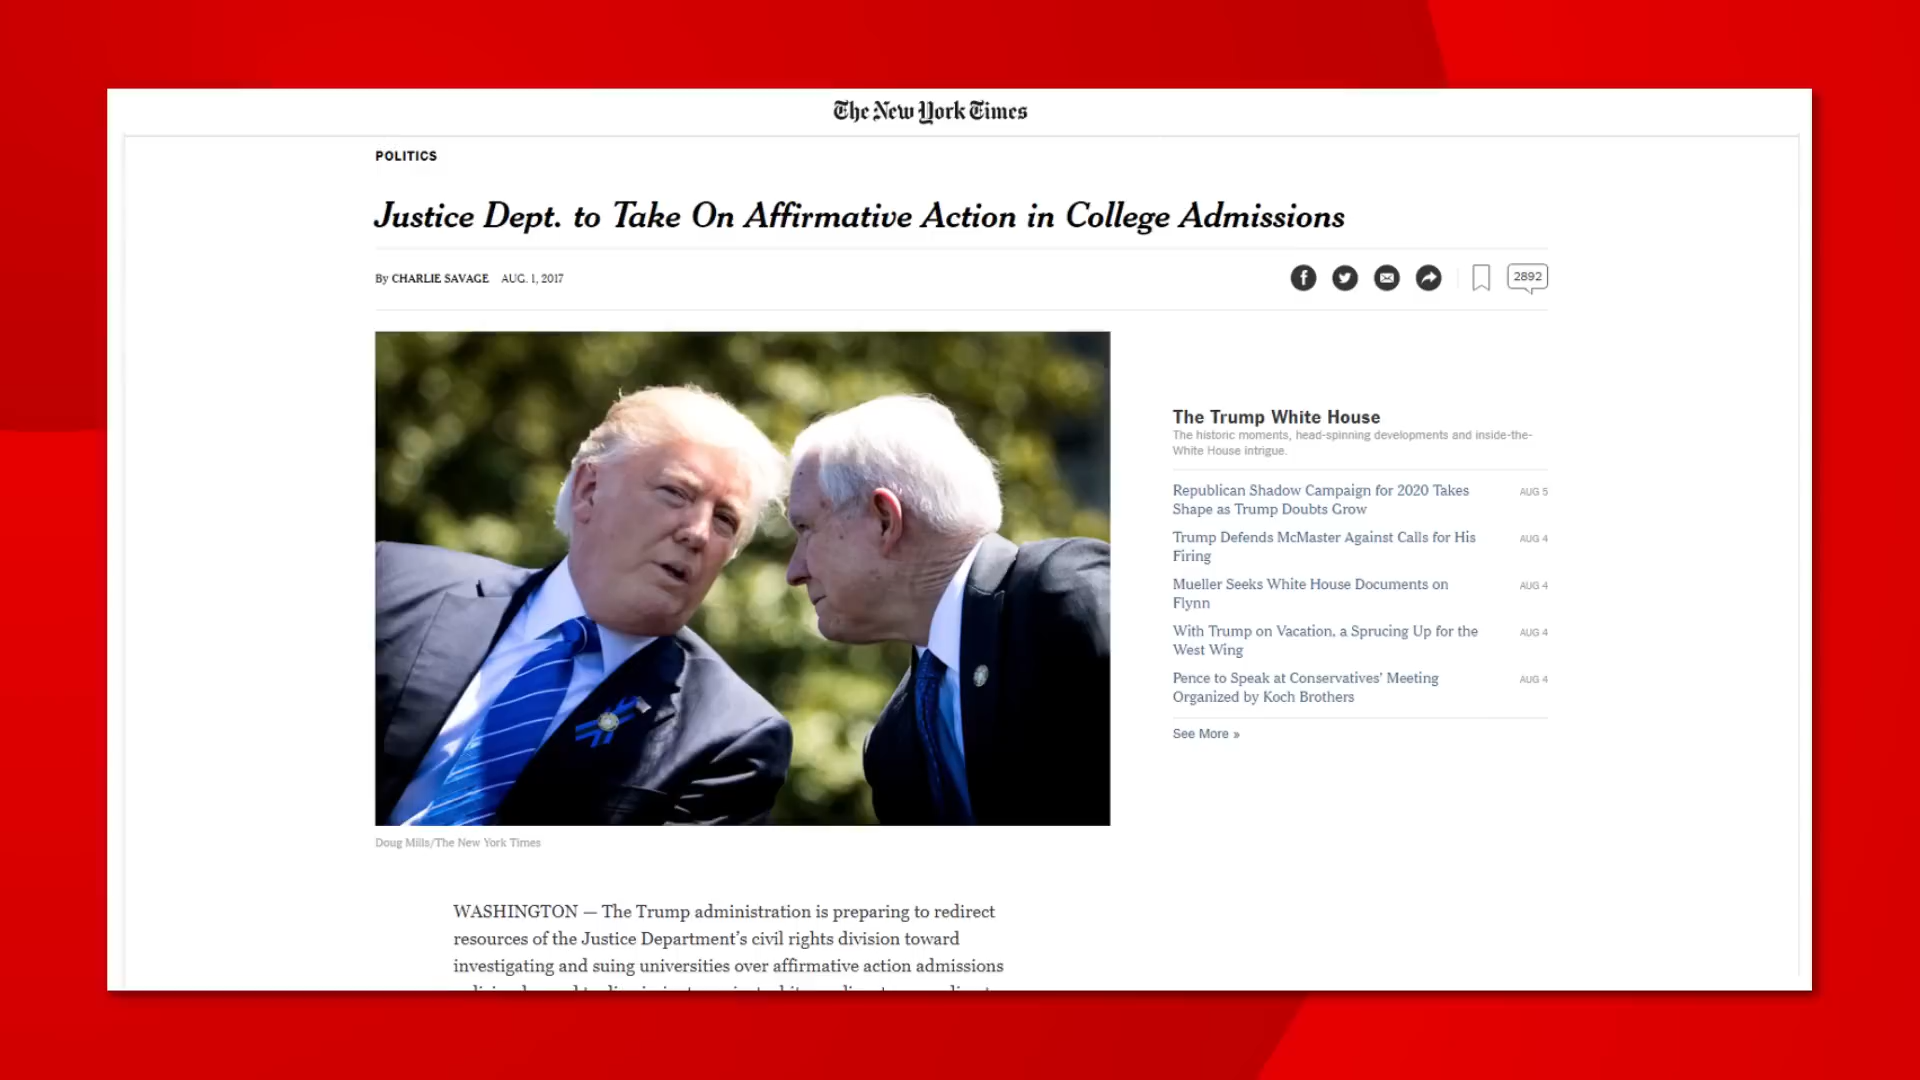 The New York Times
POLITICS
Justice Dept. to Take On Affirmative Action in College Admissions
By CHARLIE SAVAGE AUG. 1, 2017
2892
The Trump White House
The historic moments, head-spinning developments and inside-the-
White House intrigue.
Republican Shadow Campaign for 2020 Takes AUG 5
Shape as Trump Doubts Grow
Trump Defends McMaster Against Calls for His AUG 4
Firing
Mueller Seeks White House Documents on AUG 4
Flynn
With Trump on Vacation, a Sprucing Up for the AUG 4
West Wing
Pence to Speak at Conservatives' Meeting AUG 4
Organized by Koch Brothers
See More »
Doug Mills/The New York Times
WASHINGTON — The Trump administration is preparing to redirect
resources of the Justice Department's civil rights division toward
investigating and suing universities over affirmative action admissions